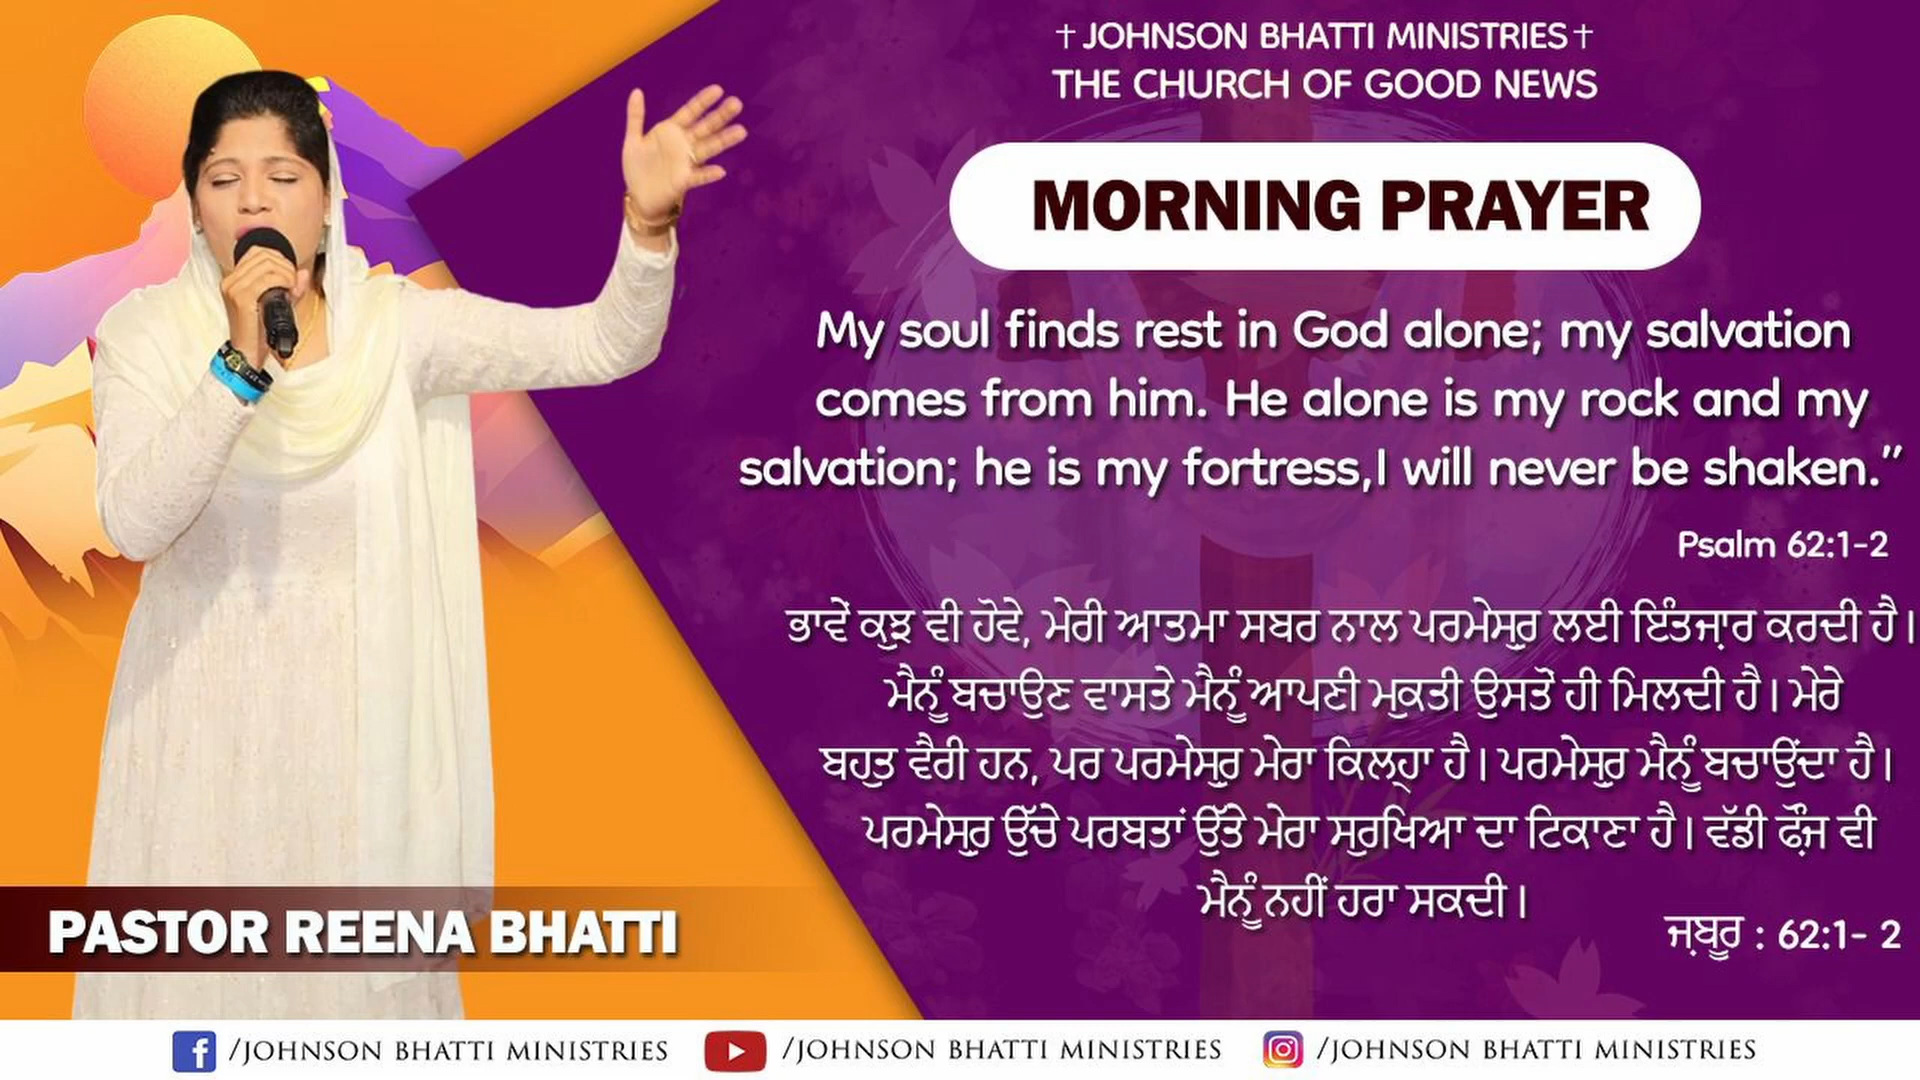 †JOHNSON BHATTI MINISTRIES†
THE CHURCH OF GOOD NEWS
MORNING PRAYER
My soul finds rest in God alone; my salvation
comes from him. He alone is my rock and my
salvation; he is my fortress,I will never be shaken.”
Psalm 62:1-2
ਭਾਵੇਂ ਕੁਝ ਵੀ ਹੋਵੇ, ਮੇਰੀ ਆਤਮਾ ਸਬਰ ਨਾਲ ਪਰਮੇਸੁਰ ਲਈ ਇੰਤਜ਼ਾਰ ਕਰਦੀ ਹੈ।
ਮੈਨੂੰ ਬਚਾਉਣ ਵਾਸਤੇ ਮੈਨੂੰ ਆਪਣੀ ਮੁਕਤੀ ਉਸਤੋਂ ਹੀ ਮਿਲਦੀ ਹੈ। ਮੇਰੇ
ਬਹੁਤ ਵੈਰੀ ਹਨ, ਪਰ ਪਰਮੇਸੁਰ ਮੇਰਾ ਕਿਲ੍ਹਾ ਹੈ। ਪਰਮੇਸੁਰ ਮੈਨੂੰ ਬਚਾਉਂਦਾ ਹੈ।
ਪਰਮੇਸੁਰ ਉੱਚੇ ਪਰਬਤਾਂ ਉੱਤੇ ਮੇਰਾ ਸੁਰੱਖਿਆ ਦਾ ਟਿਕਾਣਾ ਹੈ। ਵੱਡੀ ਫ਼ੌਜ ਵੀ
ਮੈਨੂੰ ਨਹੀਂ ਹਰਾ ਸਕਦੀ।
ਜ਼ਬੂਰ : 62:1- 2
PASTOR REENA BHATTI
/JOHNSON BHATTI MINISTRIES /JOHNSON BHATTI MINISTRIES /JOHNSON BHATTI MINISTRIES